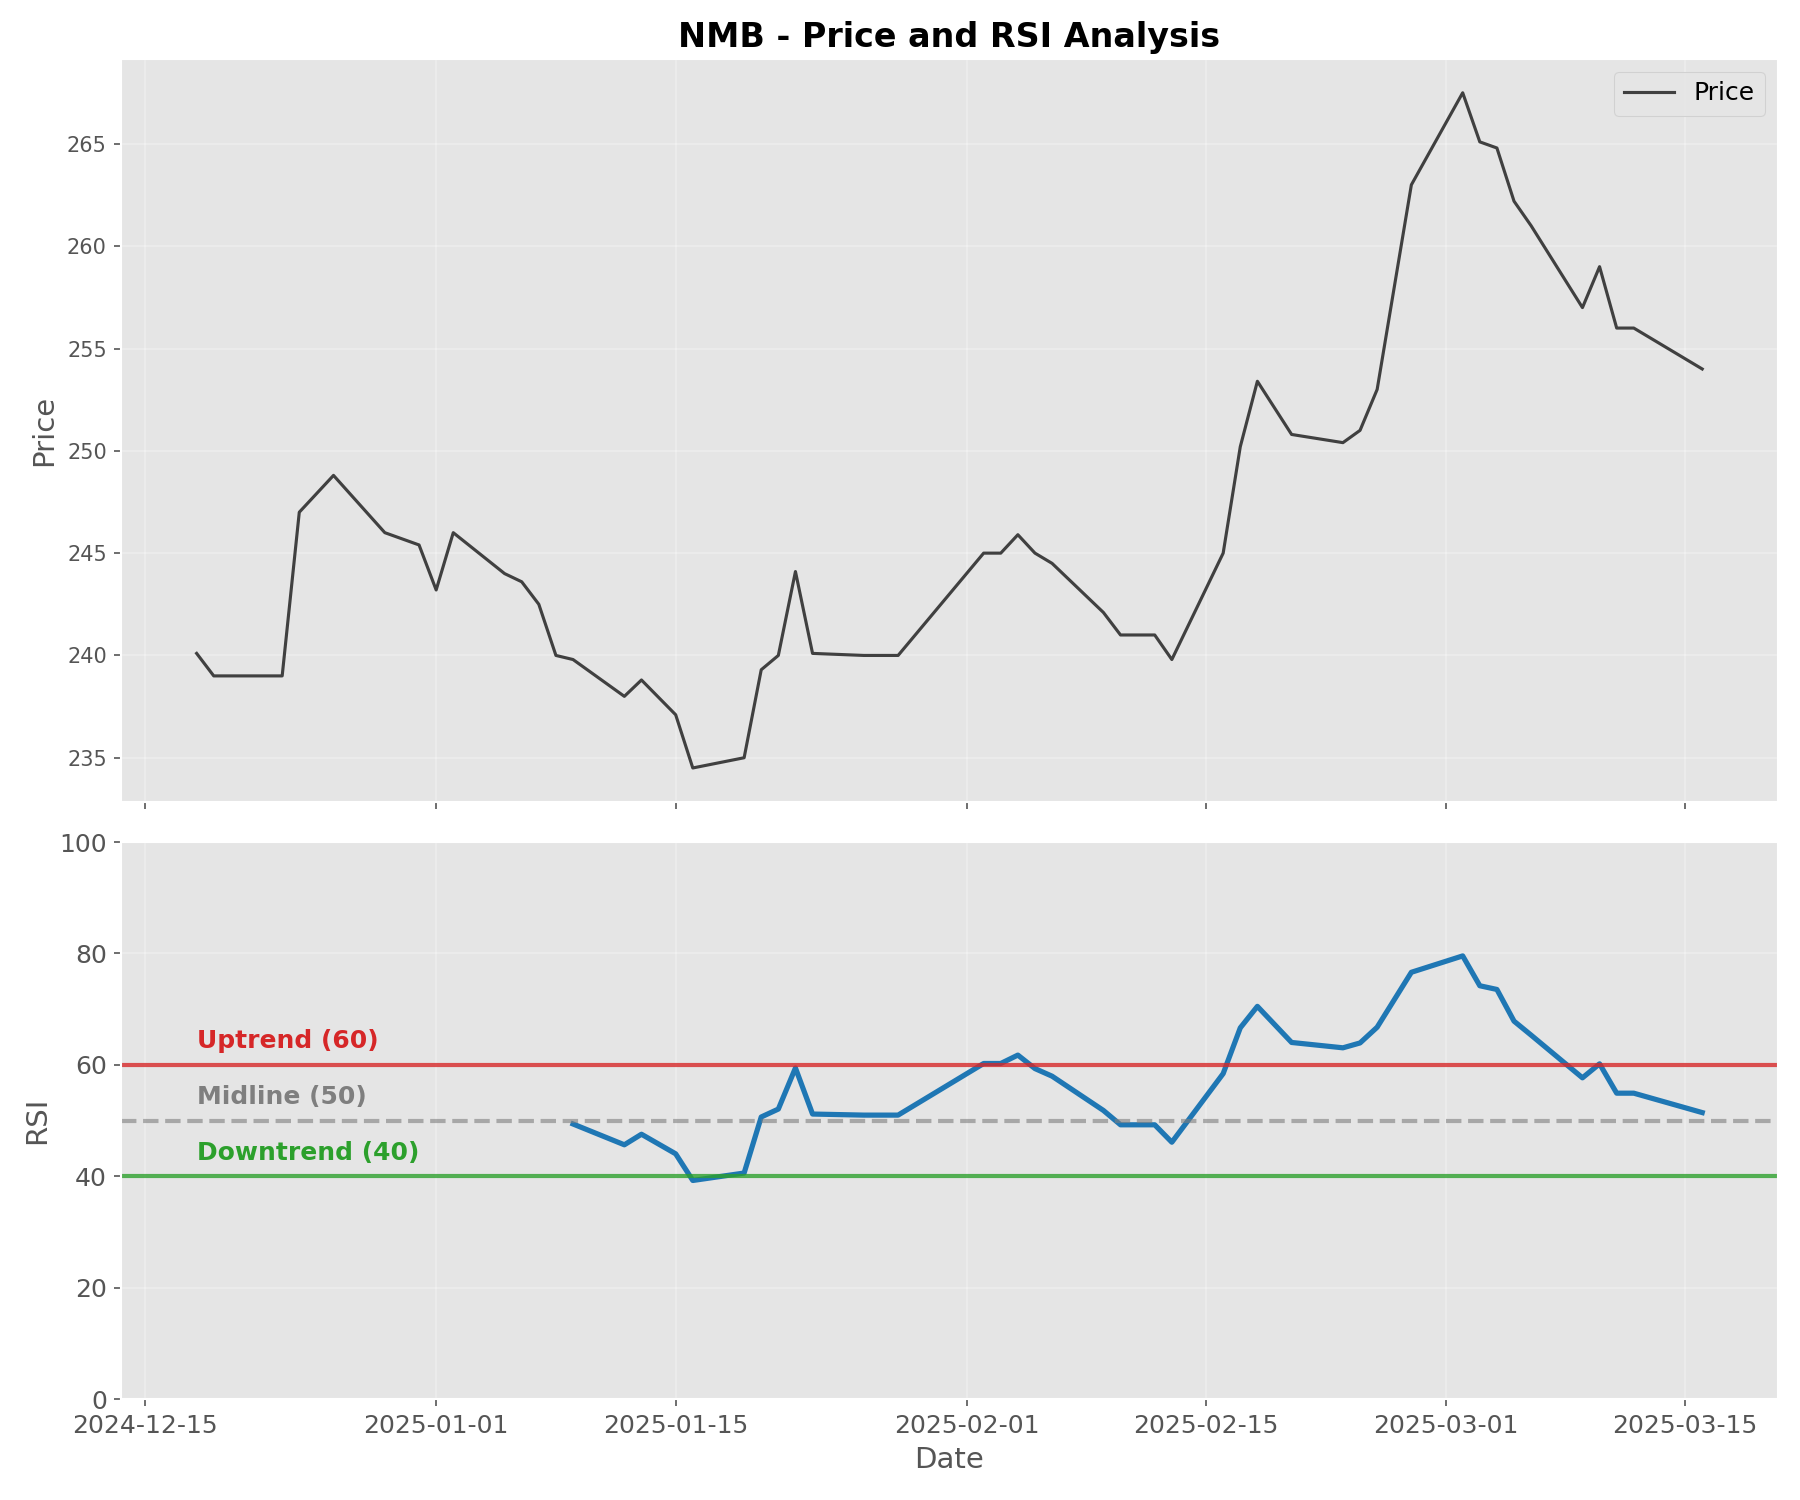 NMB - Price and RSI Analysis
Price
265
260
255
250
245
240
235
Price
100
80
60
40
20
0
RSI
Uptrend (60)
Midline (50)
Downtrend (40)
2024-12-15
2025-01-01
2025-01-15
2025-02-01
2025-02-15
2025-03-01
2025-03-15
Date